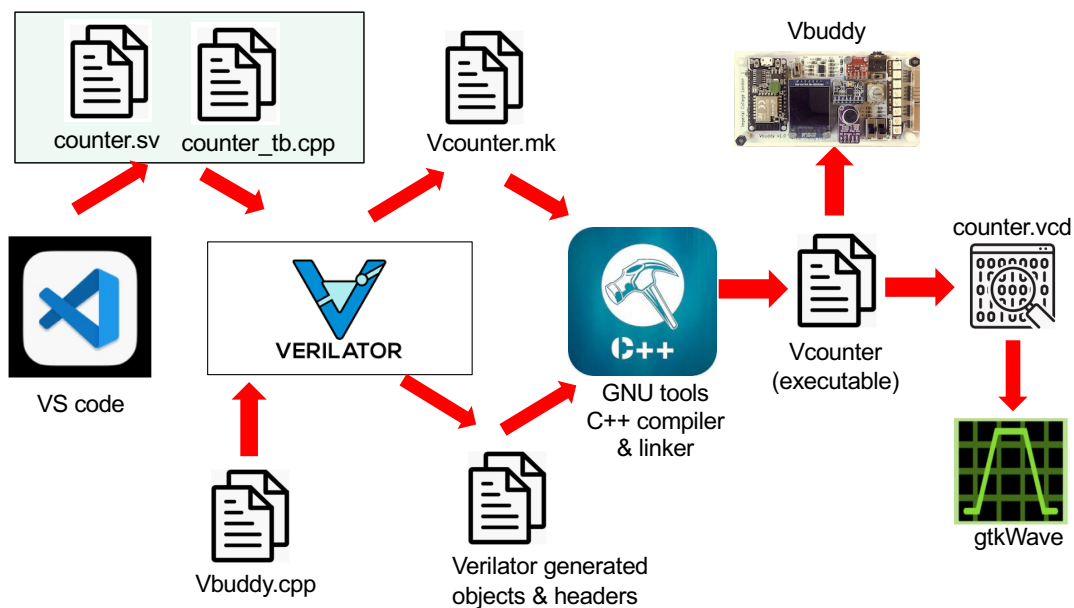 Vbuddy
counter.sv
counter_tb.cpp
Vcounter.mk
counter.vcd
VERILATOR
C++
VS code
GNU tools
C++ compiler
& linker
Vcounter
(executable)
Vbuddy.cpp
Verilator generated
objects & headers
gtkWave